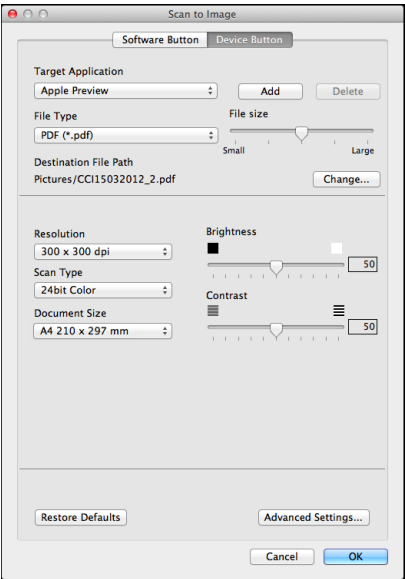 Scan to Image
Software Button Device Button
Target Application
Apple Preview Add Delete
File Type File size
PDF (*.pdf)
Small Large
Destination File Path
Pictures/CCI15032012_2.pdf Change...
Resolution Brightness
300 x 300 dpi
50
Scan Type
24bit Color
Contrast
Document Size
A4 210 x 297 mm 50
Restore Defaults Advanced Settings...
Cancel OK